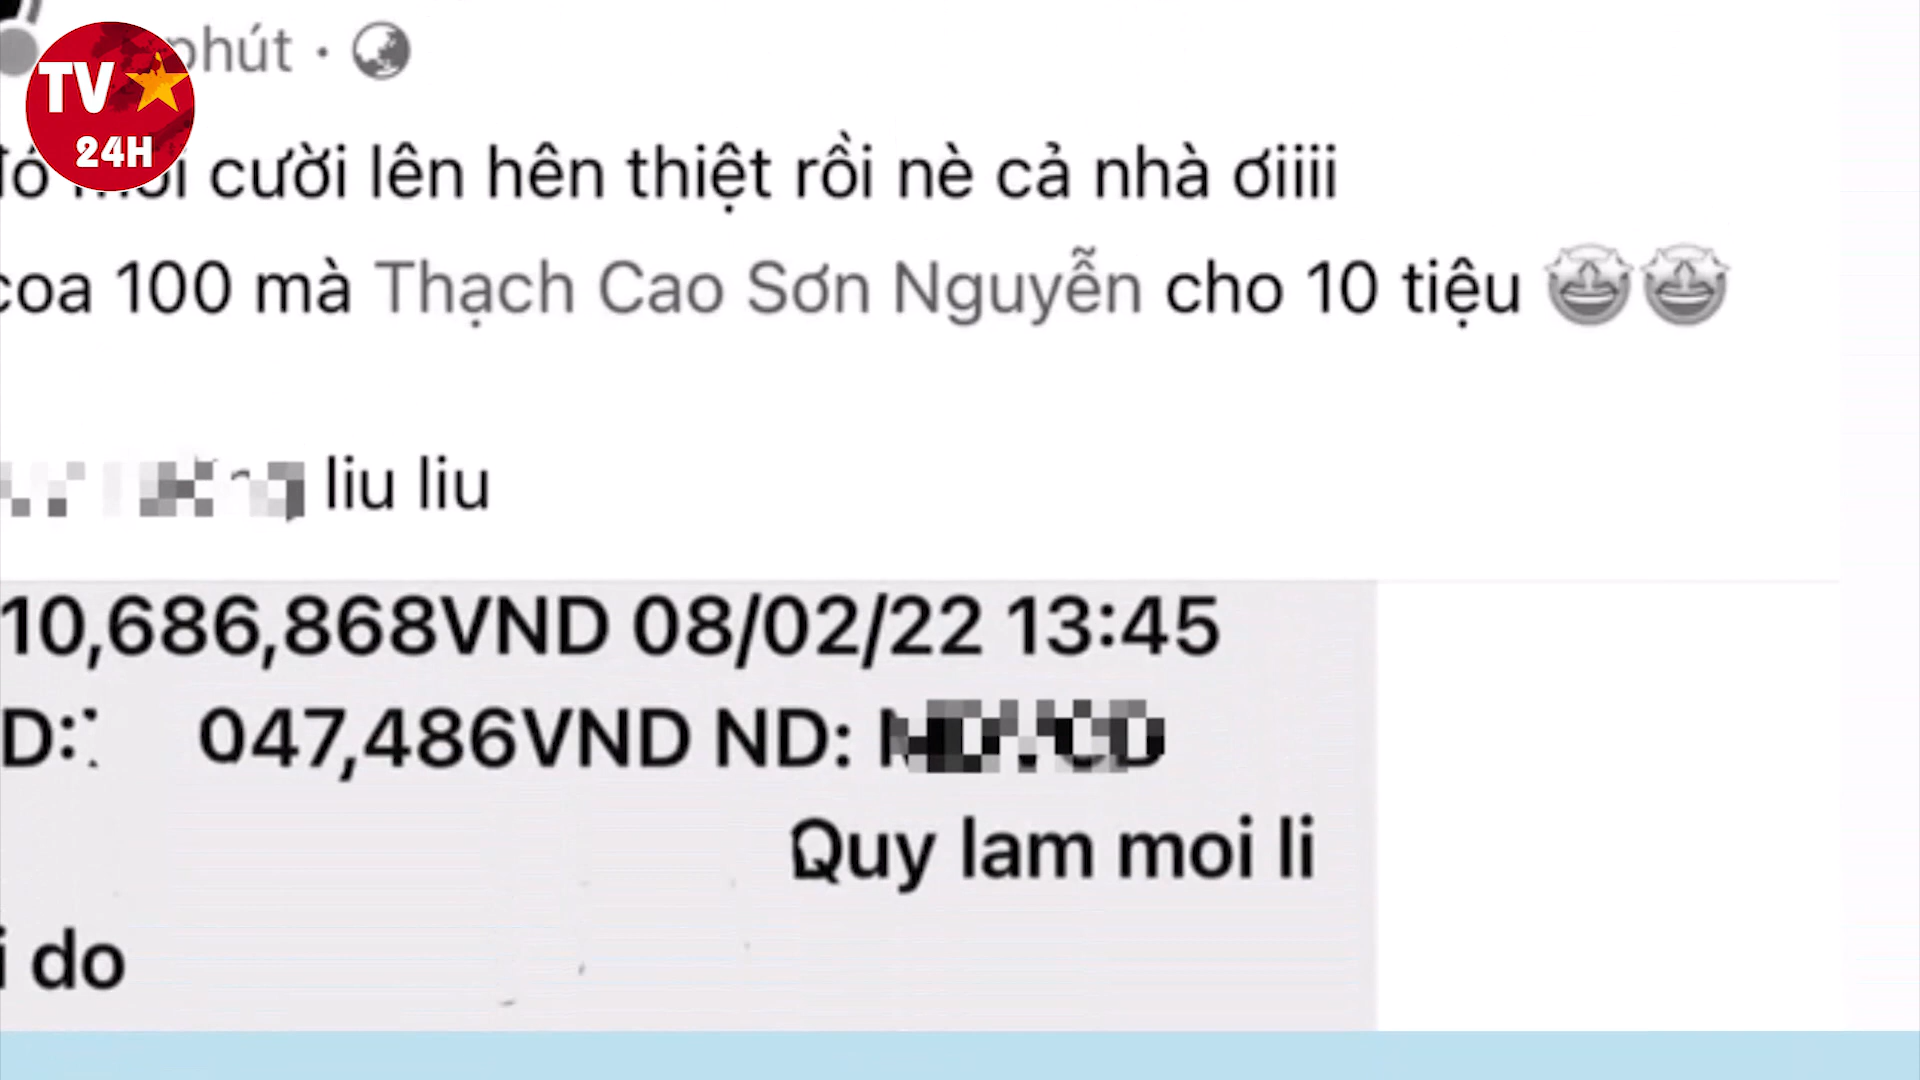 TV
24H
phút ·
cười lên hên thiệt rồi nè cả nhà ơiiii
coa 100 mà Thạch Cao Sơn Nguyễn cho 10 tiệu 🤩🤩
liu liu
10,686,868VND 08/02/22 13:45
D: 047,486VND ND:
Quy lam moi li
i do